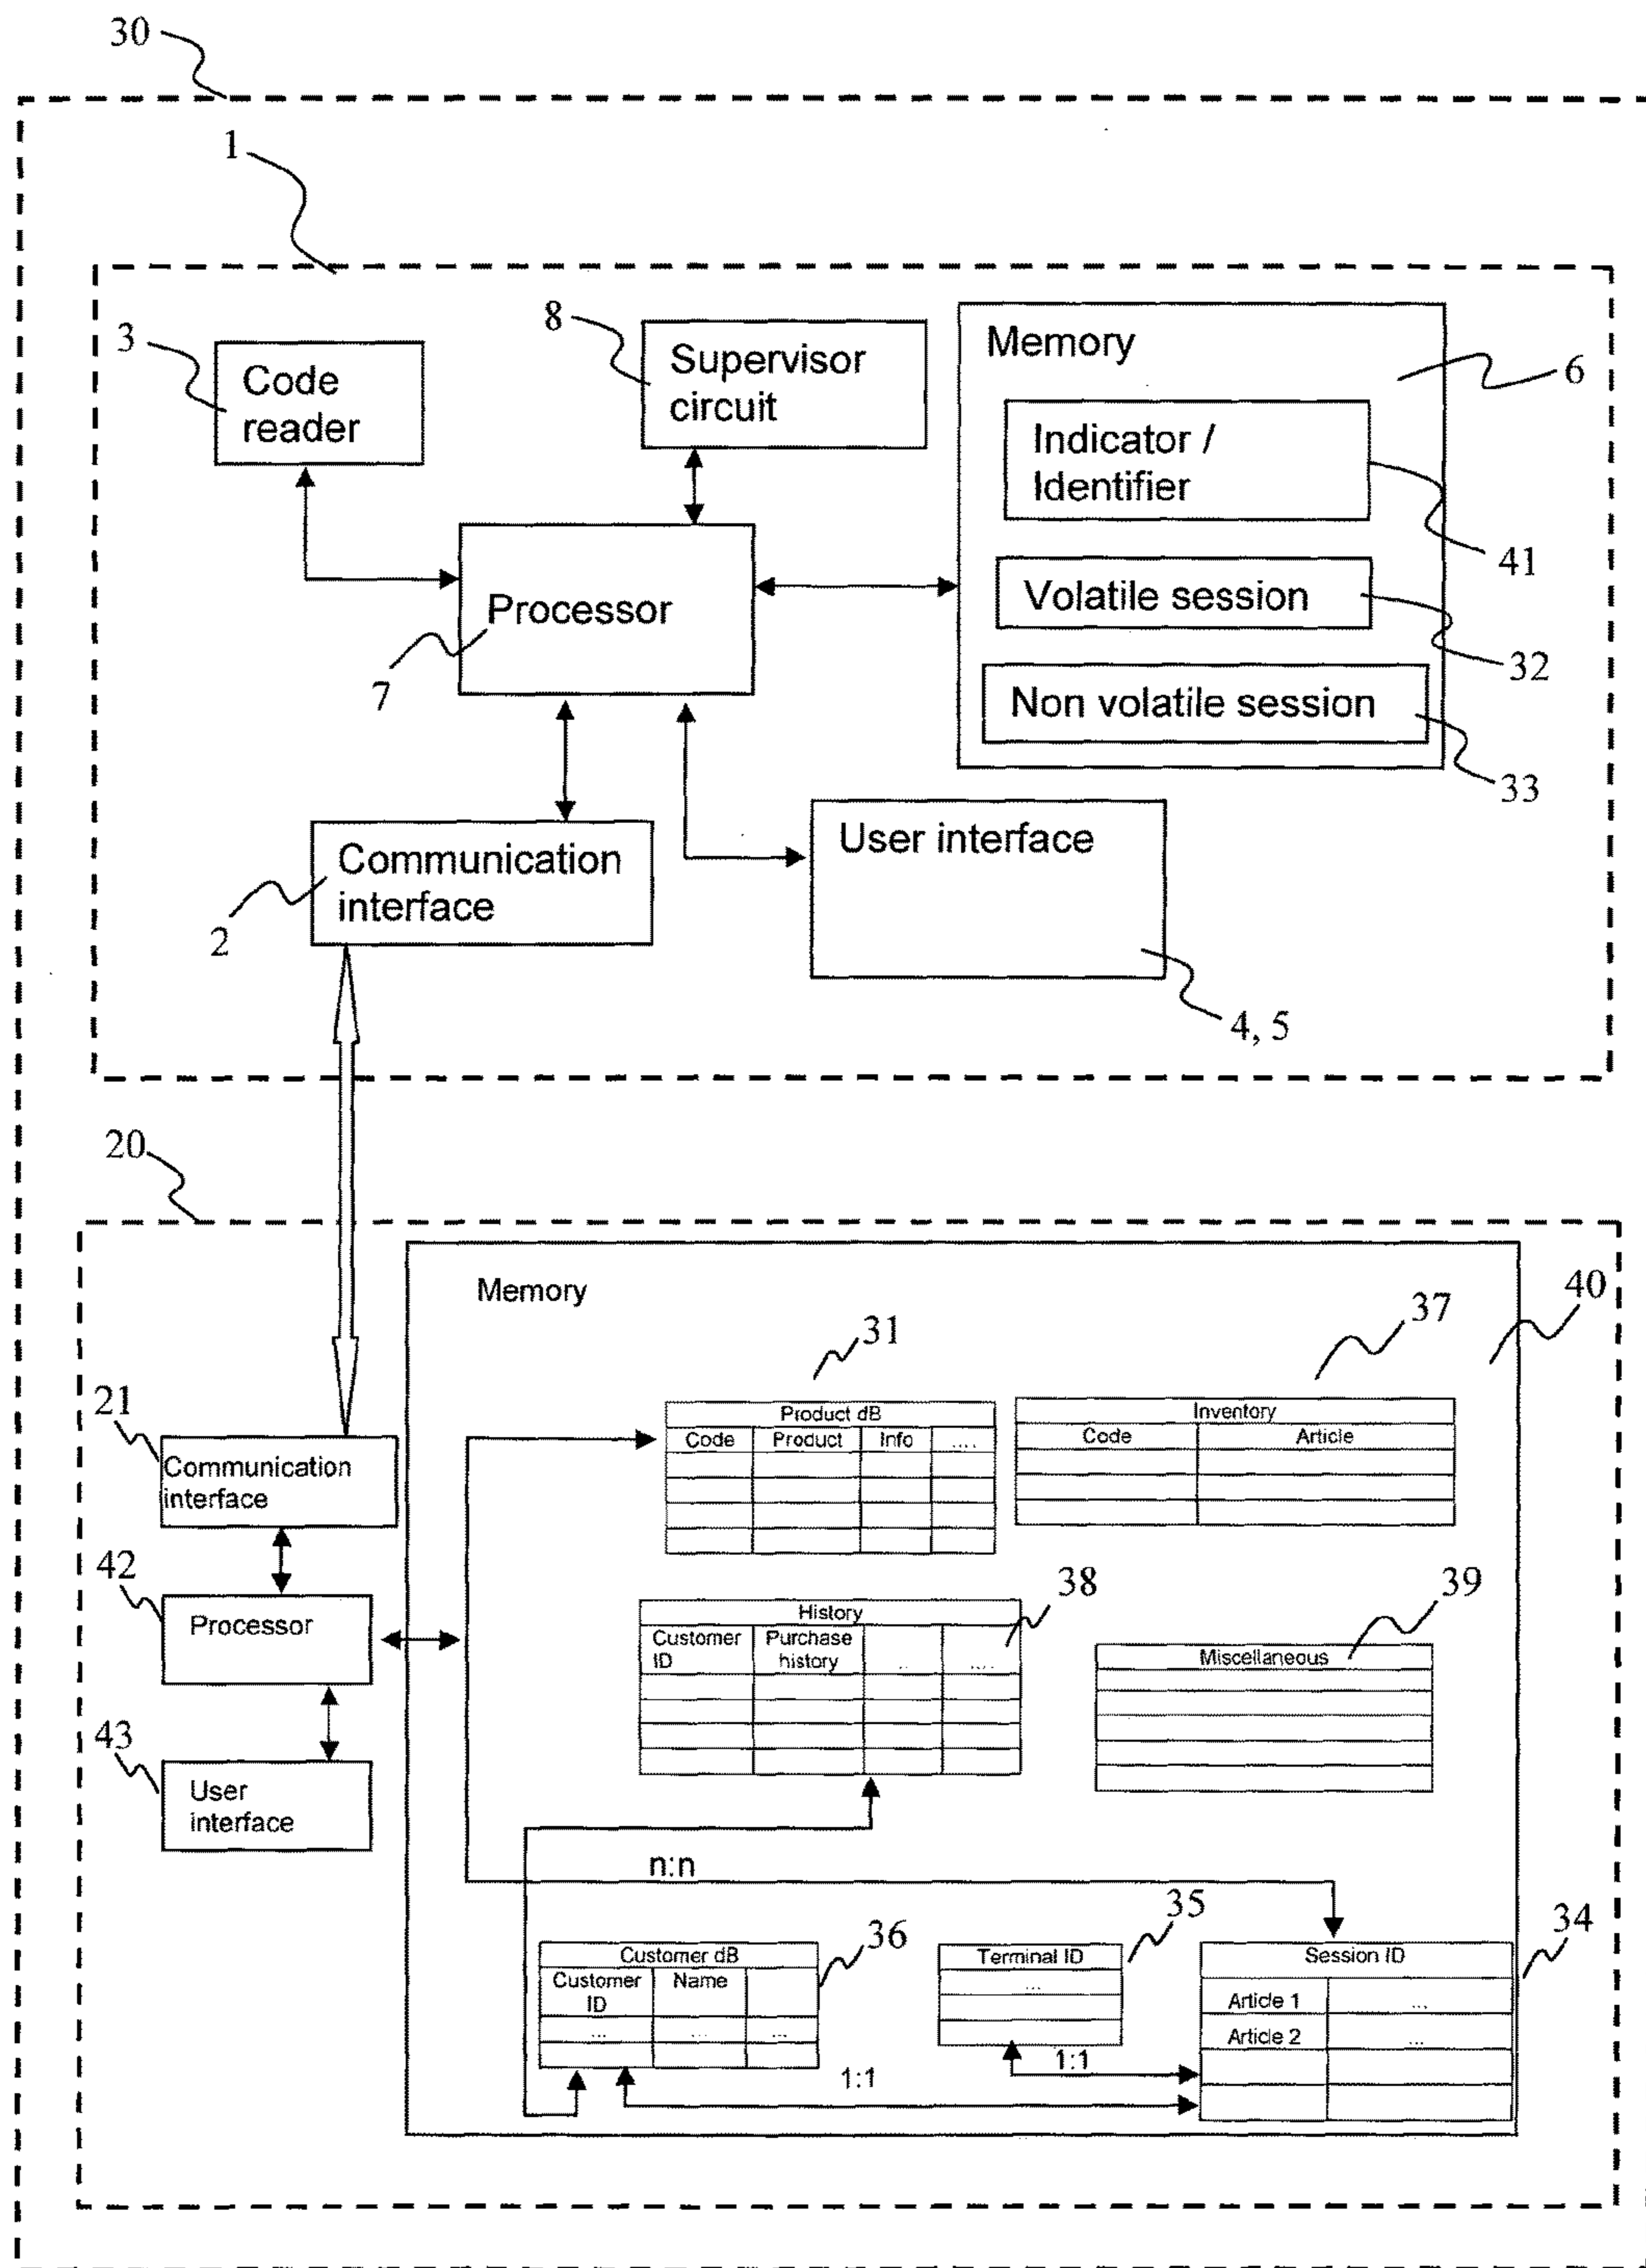 30
1
3
Code
reader
8
Supervisor
circuit
Memory
6
Indicator /
Identifier
41
Processor
7
Volatile session
32
Non volatile session
33
Communication
interface
2
User interface
4, 5
20
Memory
40
31
37
21
Communication
interface
Product dB
Code Product Info ....
Inventory
Code Article
42
Processor
38
39
History
Customer
ID
Purchase
history
.. ....
Miscellaneous
43
User
interface
n:n
36
35
34
Customer dB
Customer
ID
Name
... ... ...
Terminal ID
...
Session ID
Article 1 ...
Article 2 ...
1:1
1:1